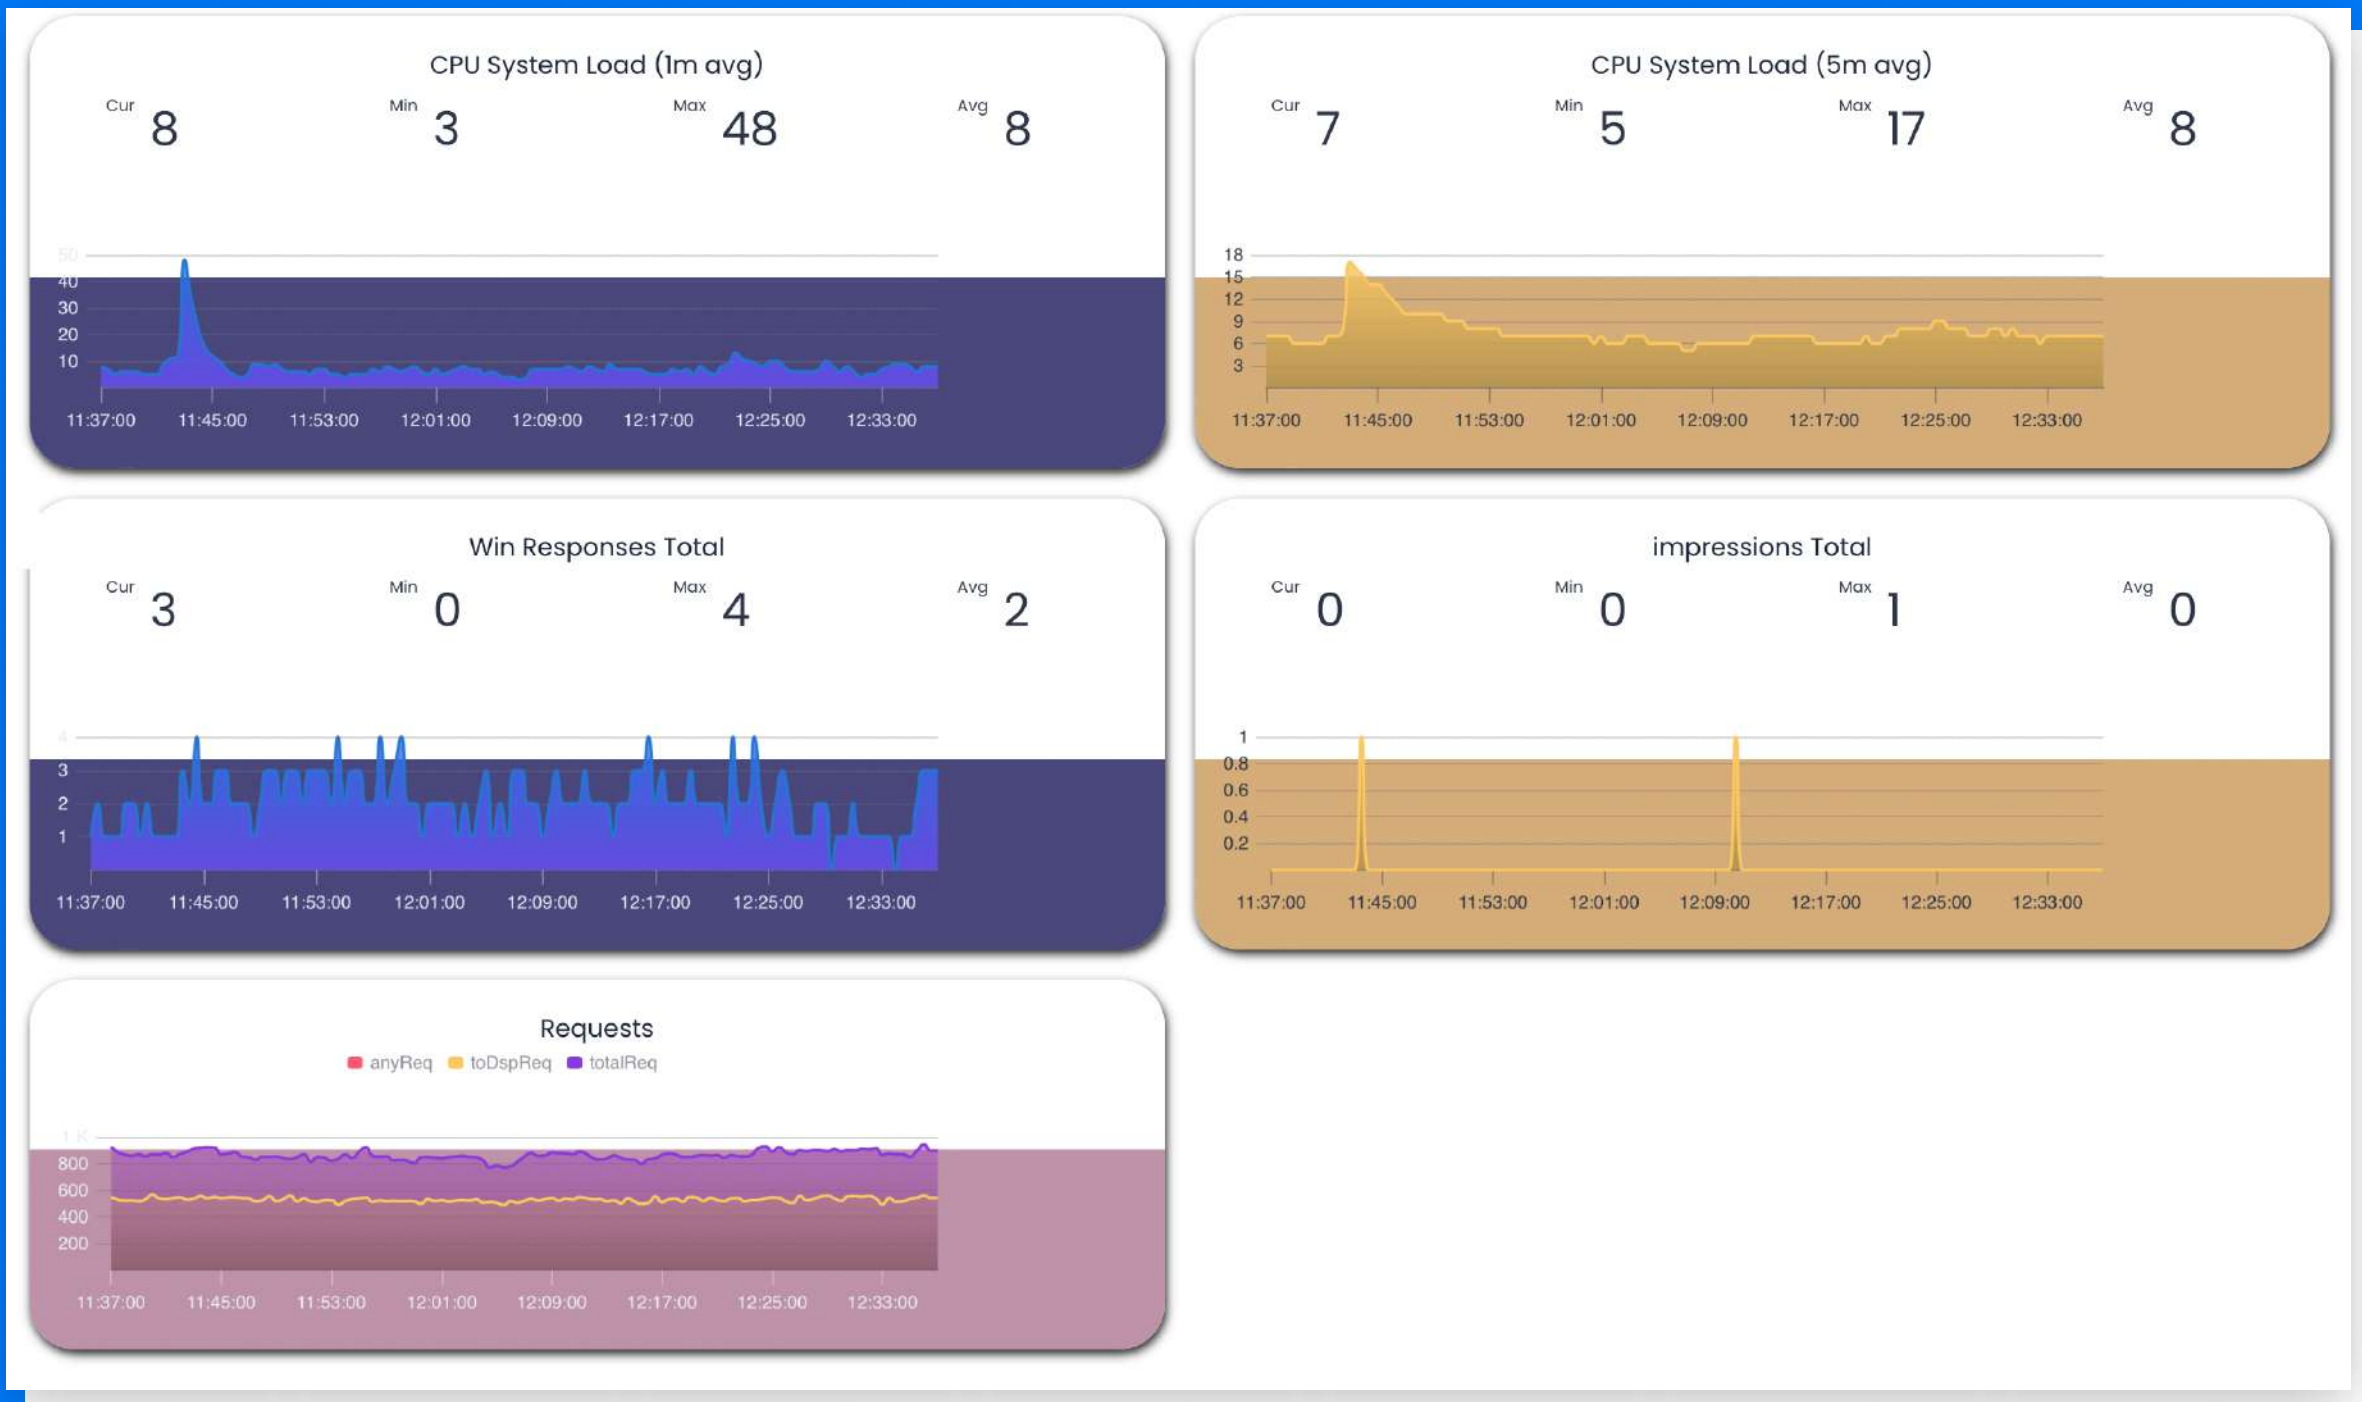 CPU System Load (1m avg)
Cur 8 Min 3 Max 48 Avg 8
50
40
30
20
10
11:37:00 11:45:00 11:53:00 12:01:00 12:09:00 12:17:00 12:25:00 12:33:00
CPU System Load (5m avg)
Cur 7 Min 5 Max 17 Avg 8
18
15
12
9
6
3
11:37:00 11:45:00 11:53:00 12:01:00 12:09:00 12:17:00 12:25:00 12:33:00
Win Responses Total
Cur 3 Min 0 Max 4 Avg 2
4
3
2
1
11:37:00 11:45:00 11:53:00 12:01:00 12:09:00 12:17:00 12:25:00 12:33:00
impressions Total
Cur 0 Min 0 Max 1 Avg 0
1
0.8
0.6
0.4
0.2
11:37:00 11:45:00 11:53:00 12:01:00 12:09:00 12:17:00 12:25:00 12:33:00
Requests
anyReq toDspReq totalReq
1 K
800
600
400
200
11:37:00 11:45:00 11:53:00 12:01:00 12:09:00 12:17:00 12:25:00 12:33:00